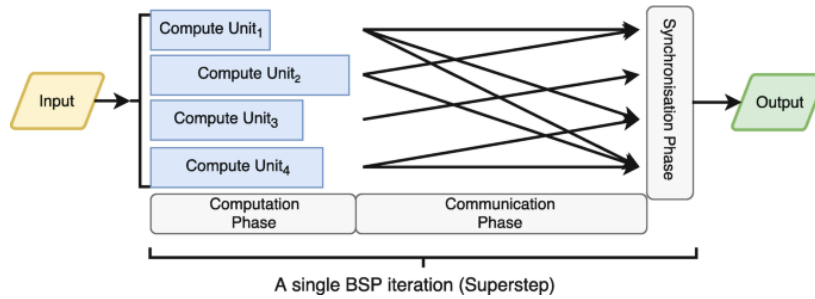 Input
Compute Unit₁
Compute Unit₂
Compute Unit₃
Compute Unit₄
Synchronisation Phase
Output
Computation
Phase
Communication
Phase
A single BSP iteration (Superstep)